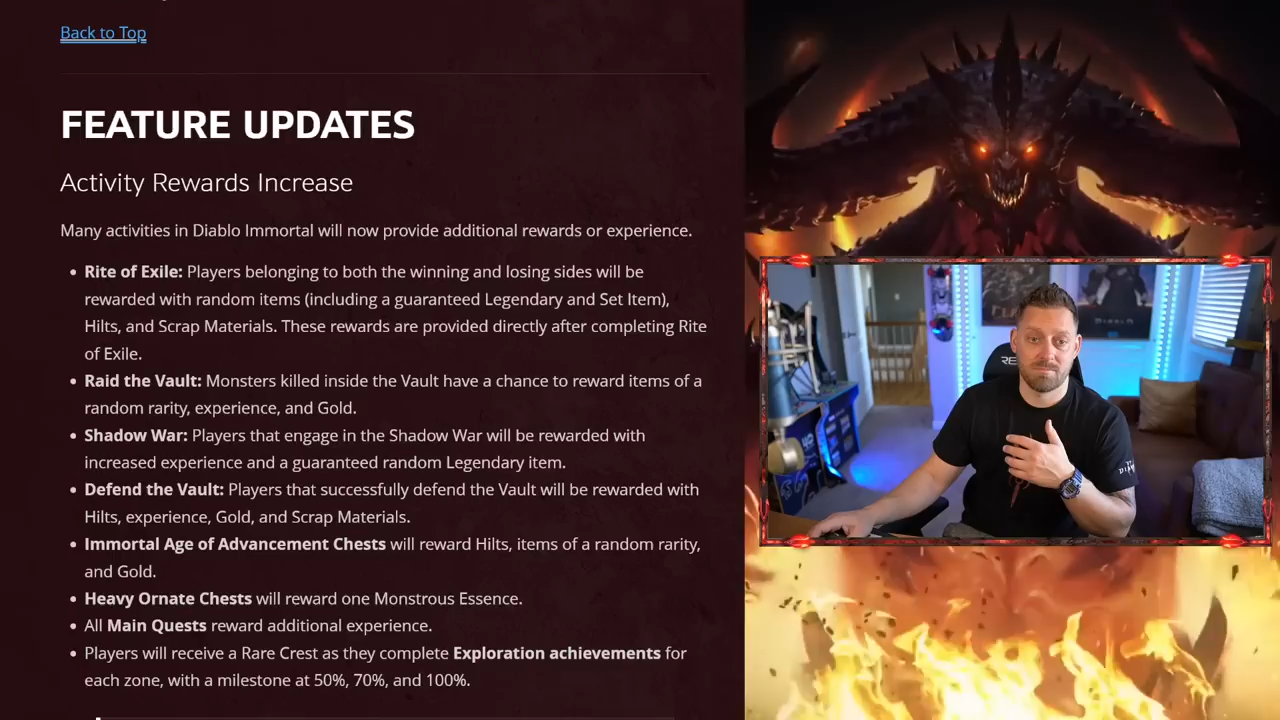 Back to Top
FEATURE UPDATES
Activity Rewards Increase
Many activities in Diablo Immortal will now provide additional rewards or experience.
• Rite of Exile: Players belonging to both the winning and losing sides will be
rewarded with random items (including a guaranteed Legendary and Set Item),
Hilts, and Scrap Materials. These rewards are provided directly after completing Rite
of Exile.
• Raid the Vault: Monsters killed inside the Vault have a chance to reward items of a
random rarity, experience, and Gold.
• Shadow War: Players that engage in the Shadow War will be rewarded with
increased experience and a guaranteed random Legendary item.
• Defend the Vault: Players that successfully defend the Vault will be rewarded with
Hilts, experience, Gold, and Scrap Materials.
• Immortal Age of Advancement Chests will reward Hilts, items of a random rarity,
and Gold.
• Heavy Ornate Chests will reward one Monstrous Essence.
• All Main Quests reward additional experience.
• Players will receive a Rare Crest as they complete Exploration achievements for
each zone, with a milestone at 50%, 70%, and 100%.
DIABLO